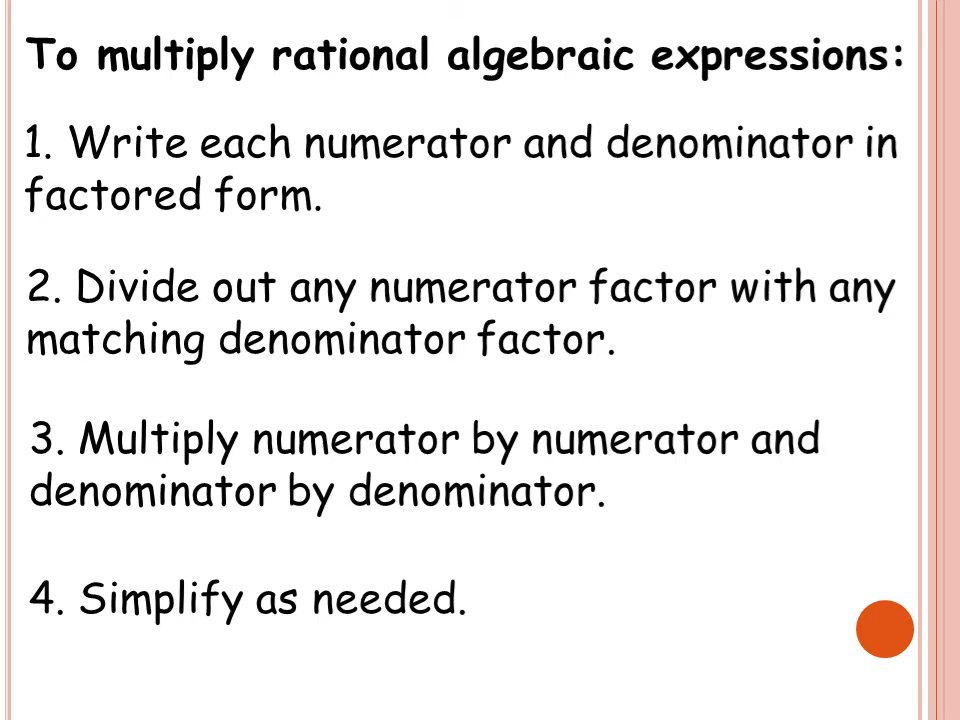 To multiply rational algebraic expressions:
1. Write each numerator and denominator in
factored form.
2. Divide out any numerator factor with any
matching denominator factor.
3. Multiply numerator by numerator and
denominator by denominator.
4. Simplify as needed.